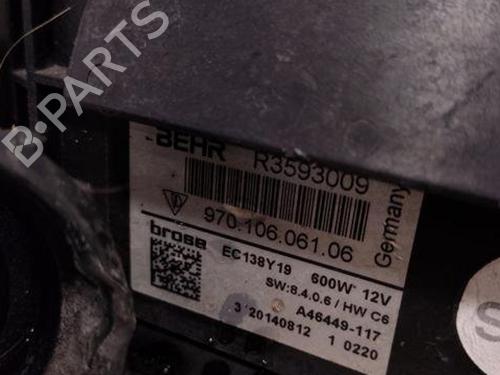 B-PARTS
-BEHR R3593009
970.106.061.06
Germany
brose EC138Y19 600W 12V
SW:8.4.0.6 / HW C6
A46449-117
3 20140812 1 0220
S